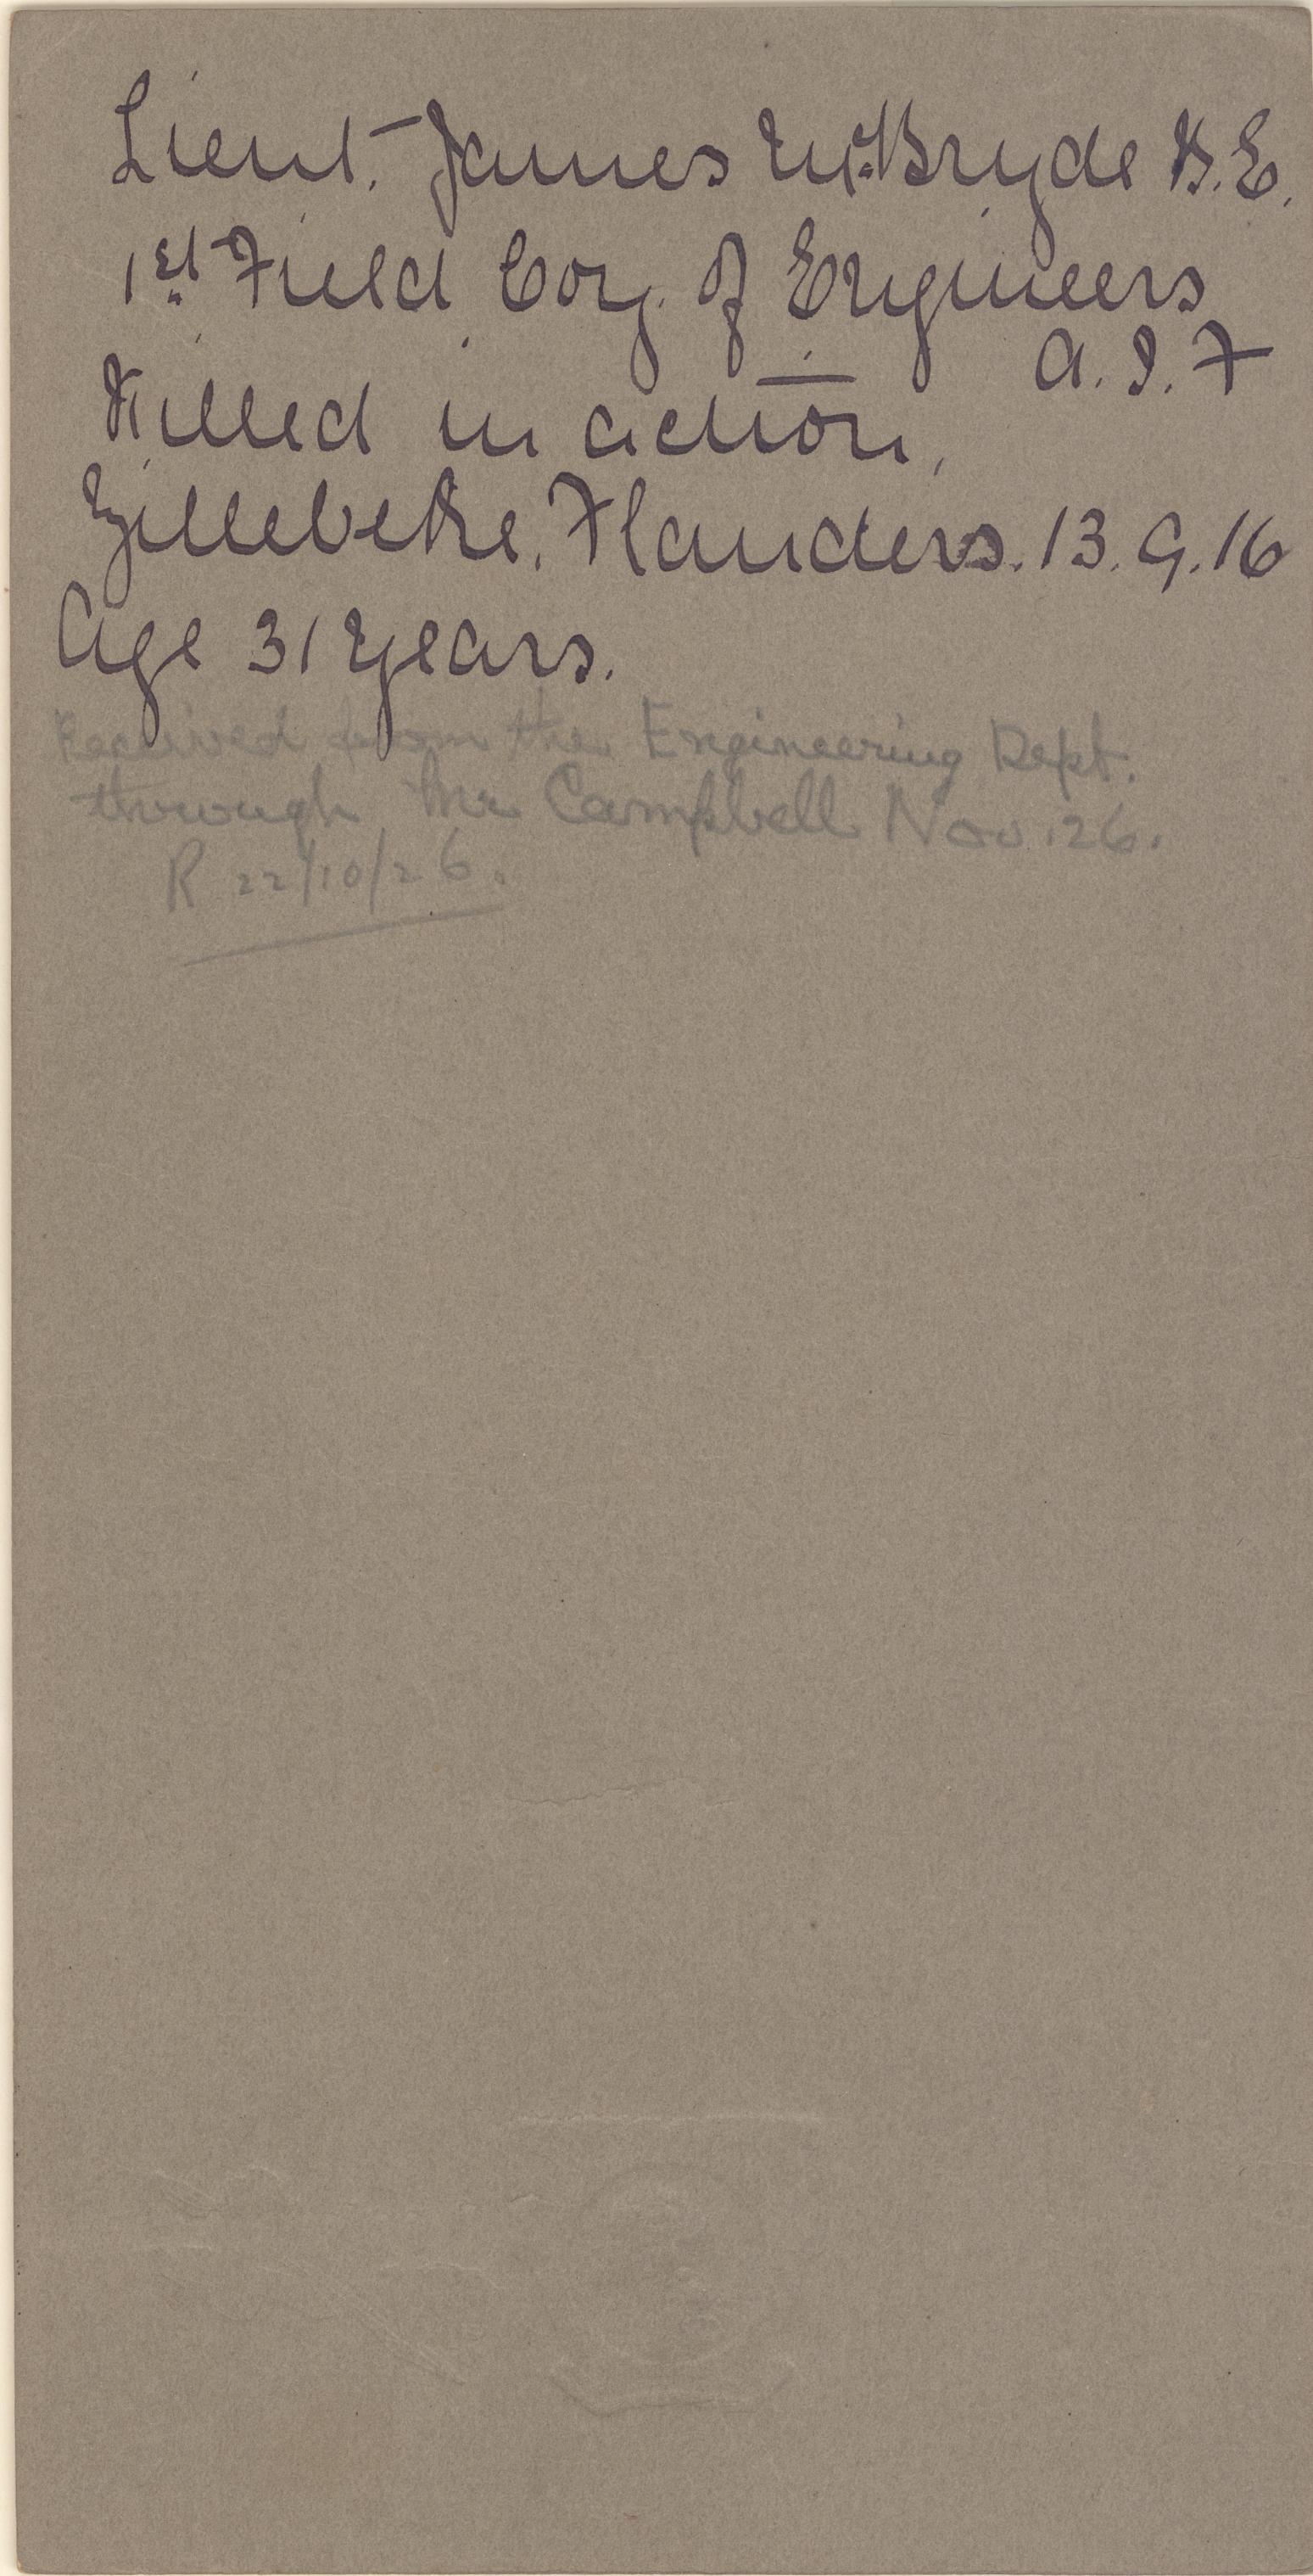 Lieut. James McBryde B.E.
1st Field Coy. of Engineers
A.I.F
Killed in action,
Zillebeke, Flanders. 13.9.16
Age 31 years.
Received from the Engineering Dept.
through Mr Campbell Nov. 26.
R 22/10/26.